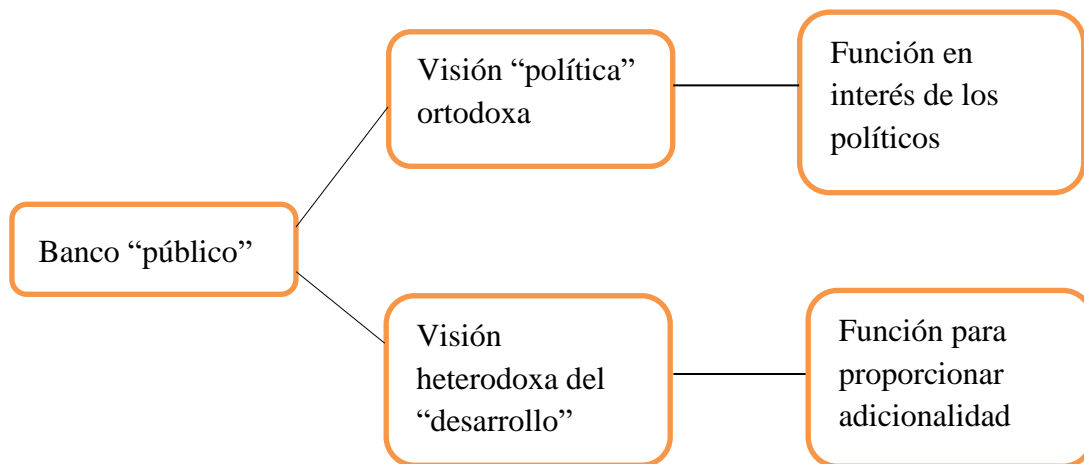 Visión “política”
ortodoxa
Función en
interés de los
políticos
Banco “público”
Visión
heterodoxa del
“desarrollo”
Función para
proporcionar
adicionalidad